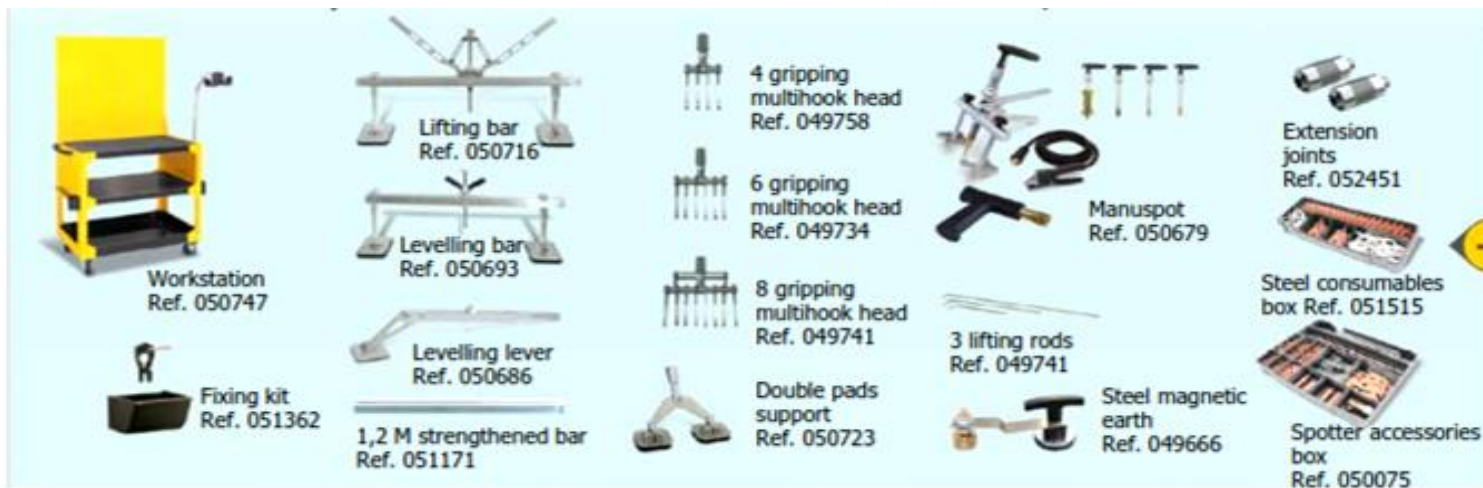 Workstation
Ref. 050747
Fixing kit
Ref. 051362
Lifting bar
Ref. 050716
Levelling bar
Ref. 050693
Levelling lever
Ref. 050686
1,2 M strengthened bar
Ref. 051171
4 gripping
multihook head
Ref. 049758
6 gripping
multihook head
Ref. 049734
8 gripping
multihook head
Ref. 049741
Double pads
support
Ref. 050723
Manuspot
Ref. 050679
3 lifting rods
Ref. 049741
Steel magnetic
earth
Ref. 049666
Extension
joints
Ref. 052451
Steel consumables
box Ref. 051515
Spotter accessories
box
Ref. 050075